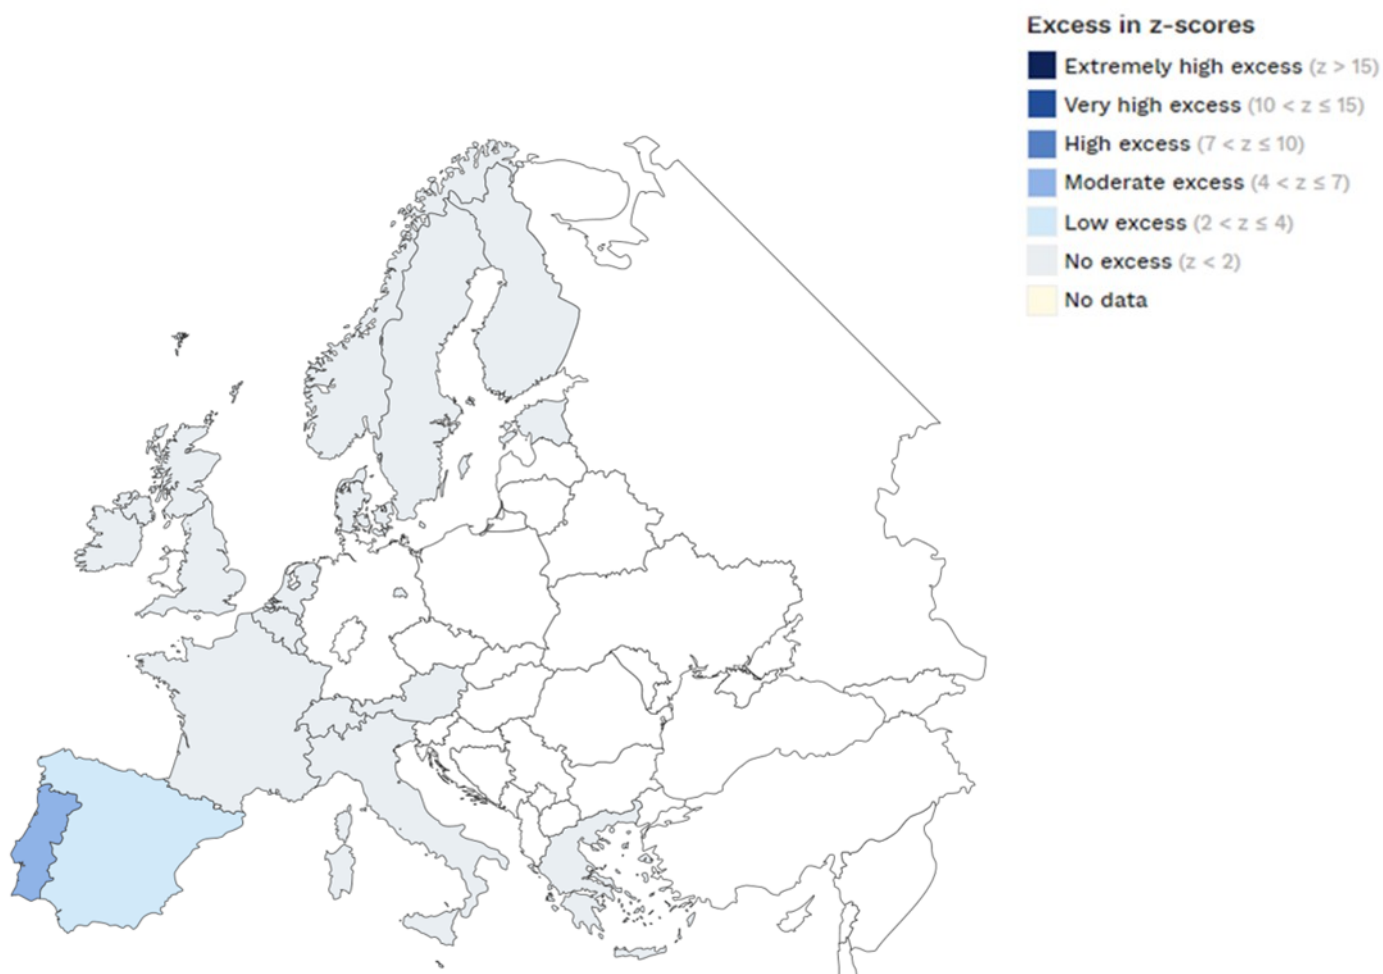 Excess in z-scores
Extremely high excess (z > 15)
Very high excess (10 < z ≤ 15)
High excess (7 < z ≤ 10)
Moderate excess (4 < z ≤ 7)
Low excess (2 < z ≤ 4)
No excess (z < 2)
No data